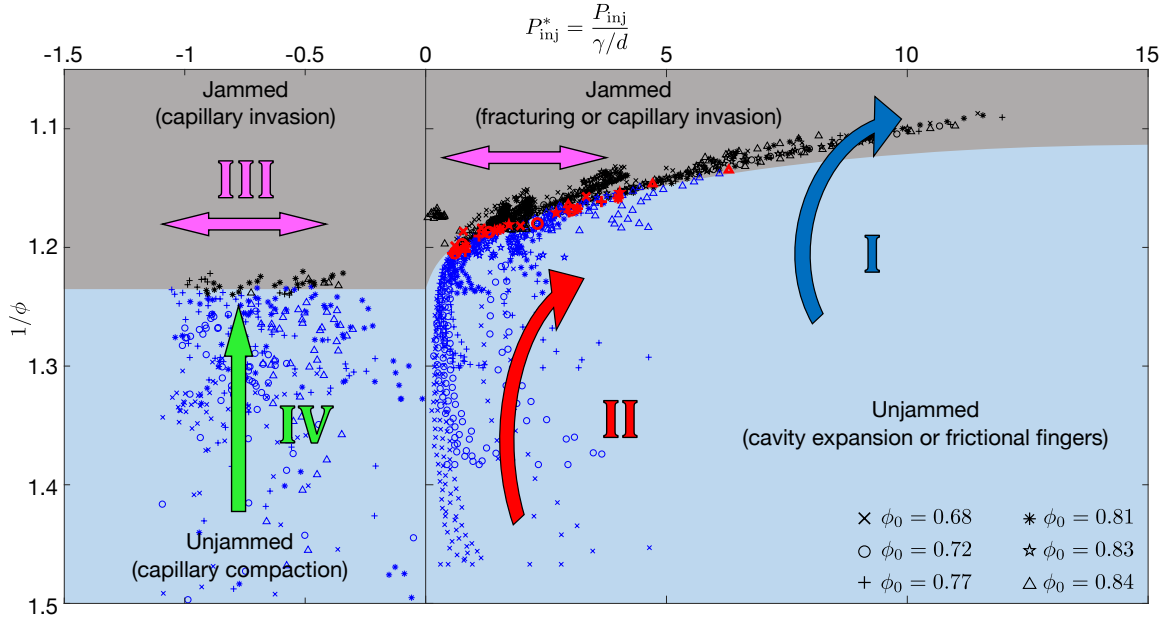 P*inj = Pinj / γ/d
-1.5 -1 -0.5 0 5 10 15
Jammed
(capillary invasion)
Jammed
(fracturing or capillary invasion)
1.1
III
1.2
I
1/ϕ
1.3
IV
II
Unjammed
(cavity expansion or frictional fingers)
1.4
Unjammed
(capillary compaction)
× ϕ0 = 0.68
∗ ϕ0 = 0.81
○ ϕ0 = 0.72
☆ ϕ0 = 0.83
+ ϕ0 = 0.77
△ ϕ0 = 0.84
1.5